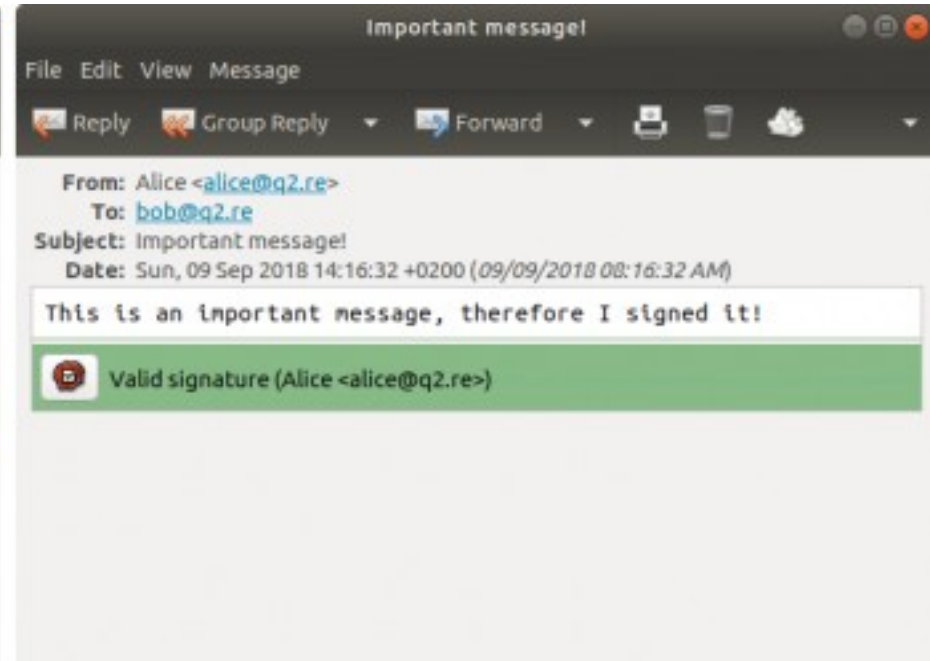 Important message!
File Edit View Message
Reply Group Reply Forward
From: Alice <alice@q2.re>
To: bob@q2.re
Subject: Important message!
Date: Sun, 09 Sep 2018 14:16:32 +0200 (09/09/2018 08:16:32 AM)
This is an important message, therefore I signed it!
Valid signature (Alice <alice@q2.re>)